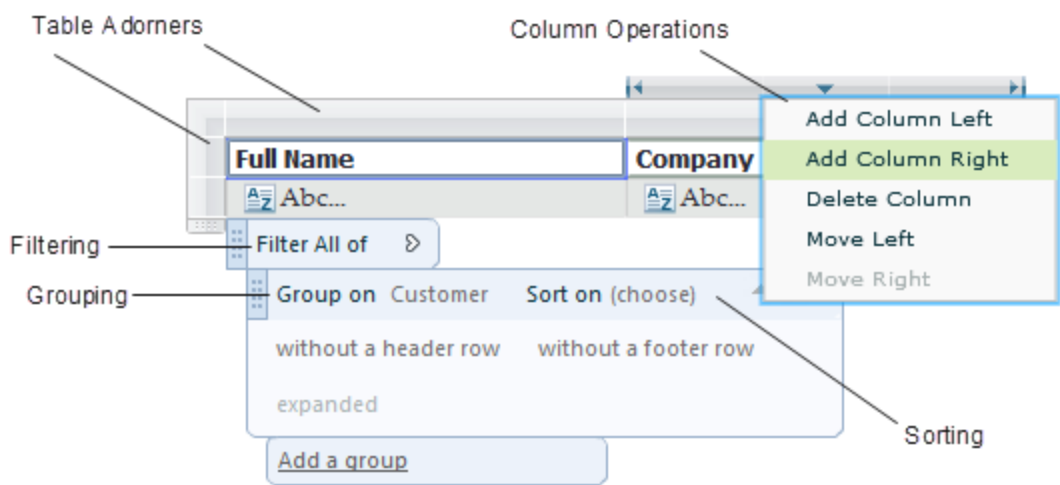 Table Adorners
Column Operations
Add Column Left
Full Name
Company
Add Column Right
Abc...
Abc...
Delete Column
Filtering
Filter All of
Move Left
Grouping
Group on Customer Sort on (choose)
Move Right
without a header row without a footer row
expanded
Sorting
Add a group